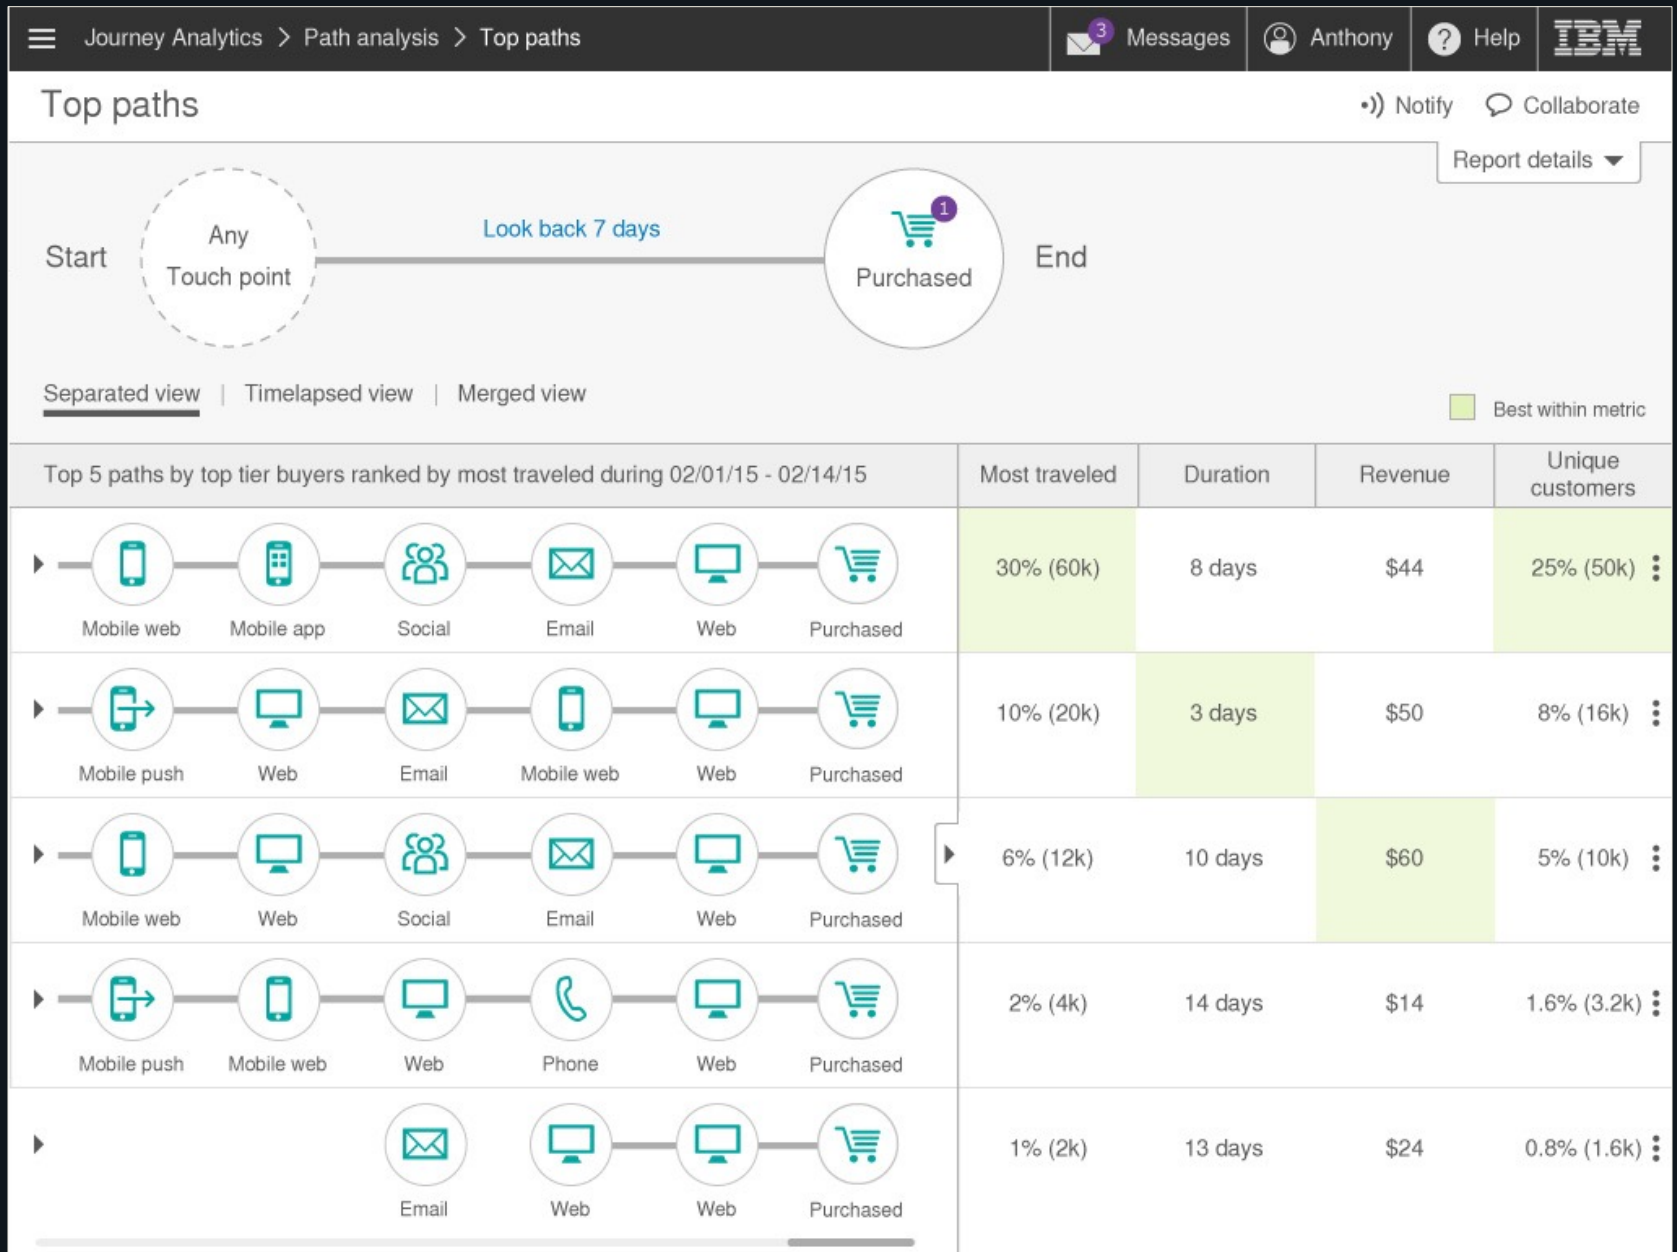 Journey Analytics > Path analysis > Top paths
3 Messages
Anthony
? Help
IBM
Top paths
Notify
Collaborate
Report details
Start
Any
Touch point
Look back 7 days
1
Purchased
End
Separated view | Timelapsed view | Merged view
Best within metric
Top 5 paths by top tier buyers ranked by most traveled during 02/01/15 - 02/14/15
Most traveled
Duration
Revenue
Unique
customers
30% (60k) 8 days $44 25% (50k)
Mobile web Mobile app Social Email Web Purchased
10% (20k) 3 days $50 8% (16k)
Mobile push Web Email Mobile web Web Purchased
6% (12k) 10 days $60 5% (10k)
Mobile web Web Social Email Web Purchased
2% (4k) 14 days $14 1.6% (3.2k)
Mobile push Mobile web Web Phone Web Purchased
1% (2k) 13 days $24 0.8% (1.6k)
Email Web Web Purchased